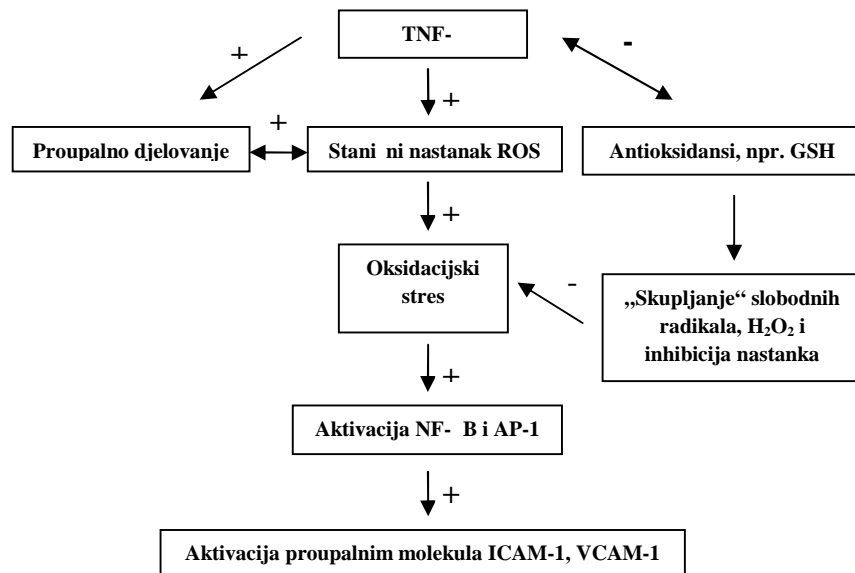 TNF-
+
-
+
+
Proupalno djelovanje
Stani ni nastanak ROS
Antioksidansi, npr. GSH
+
Oksidacijski
stres
-
„Skupljanje“ slobodnih
radikala, H₂O₂ i
inhibicija nastanka
+
Aktivacija NF- B i AP-1
+
Aktivacija proupalnim molekula ICAM-1, VCAM-1